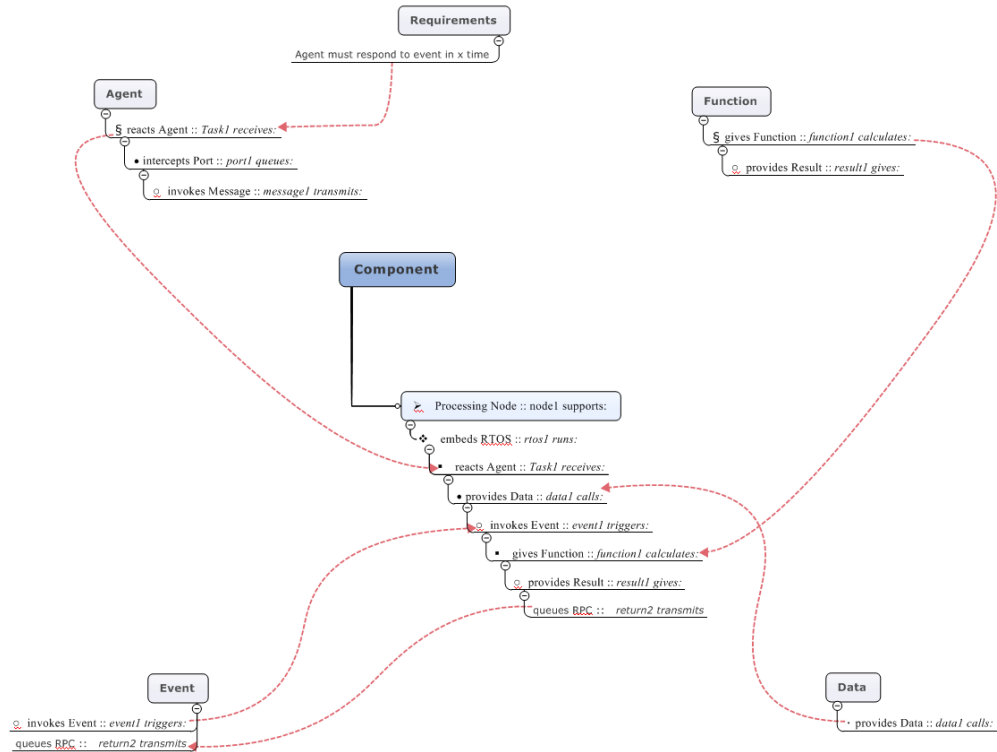 Requirements
Agent must respond to event in x time
Agent
§ reacts Agent :: Task1 receives:
• intercepts Port :: port1 queues:
o invokes Message :: message1 transmits:
Function
§ gives Function :: function1 calculates:
o provides Result :: result1 gives:
Component
➢ Processing Node :: node1 supports:
❖ embeds RTOS :: rtos1 runs:
▪ reacts Agent :: Task1 receives:
• provides Data :: data1 calls:
o invokes Event :: event1 triggers:
▪ gives Function :: function1 calculates:
o provides Result :: result1 gives:
queues RPC :: return2 transmits
Event
o invokes Event :: event1 triggers:
queues RPC :: return2 transmits
Data
· provides Data :: data1 calls: